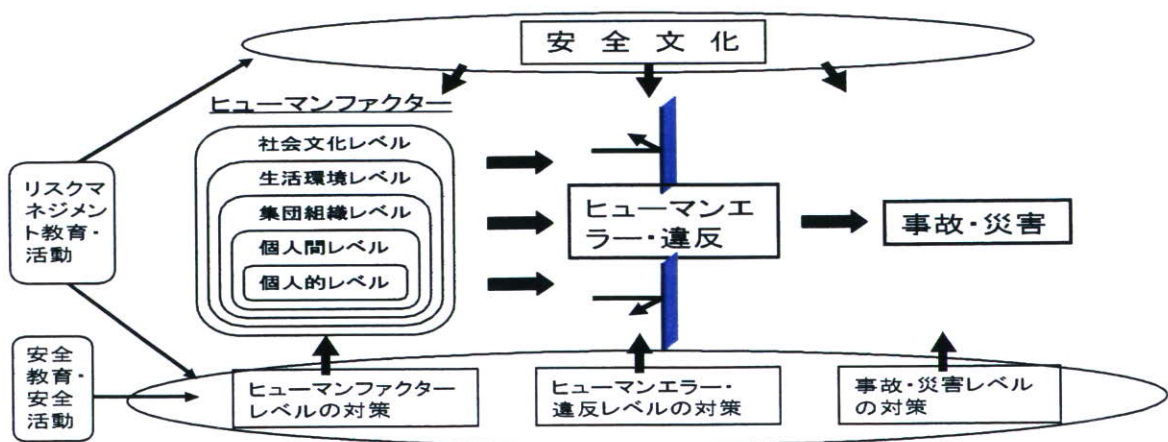 安 全 文 化
ヒューマンファクター
社会文化レベル
生活環境レベル
集団組織レベル
個人間レベル
個人的レベル
リスクマ
ネジメン
ト教育・
活動
ヒューマンエ
ラー・違反
事故・災害
安全
教育・
安全
活動
ヒューマンファクター
レベルの対策
ヒューマンエラー・
違反レベルの対策
事故・災害レベル
の対策